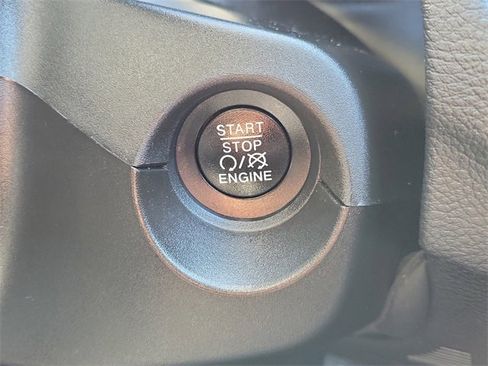 START
STOP
/
ENGINE